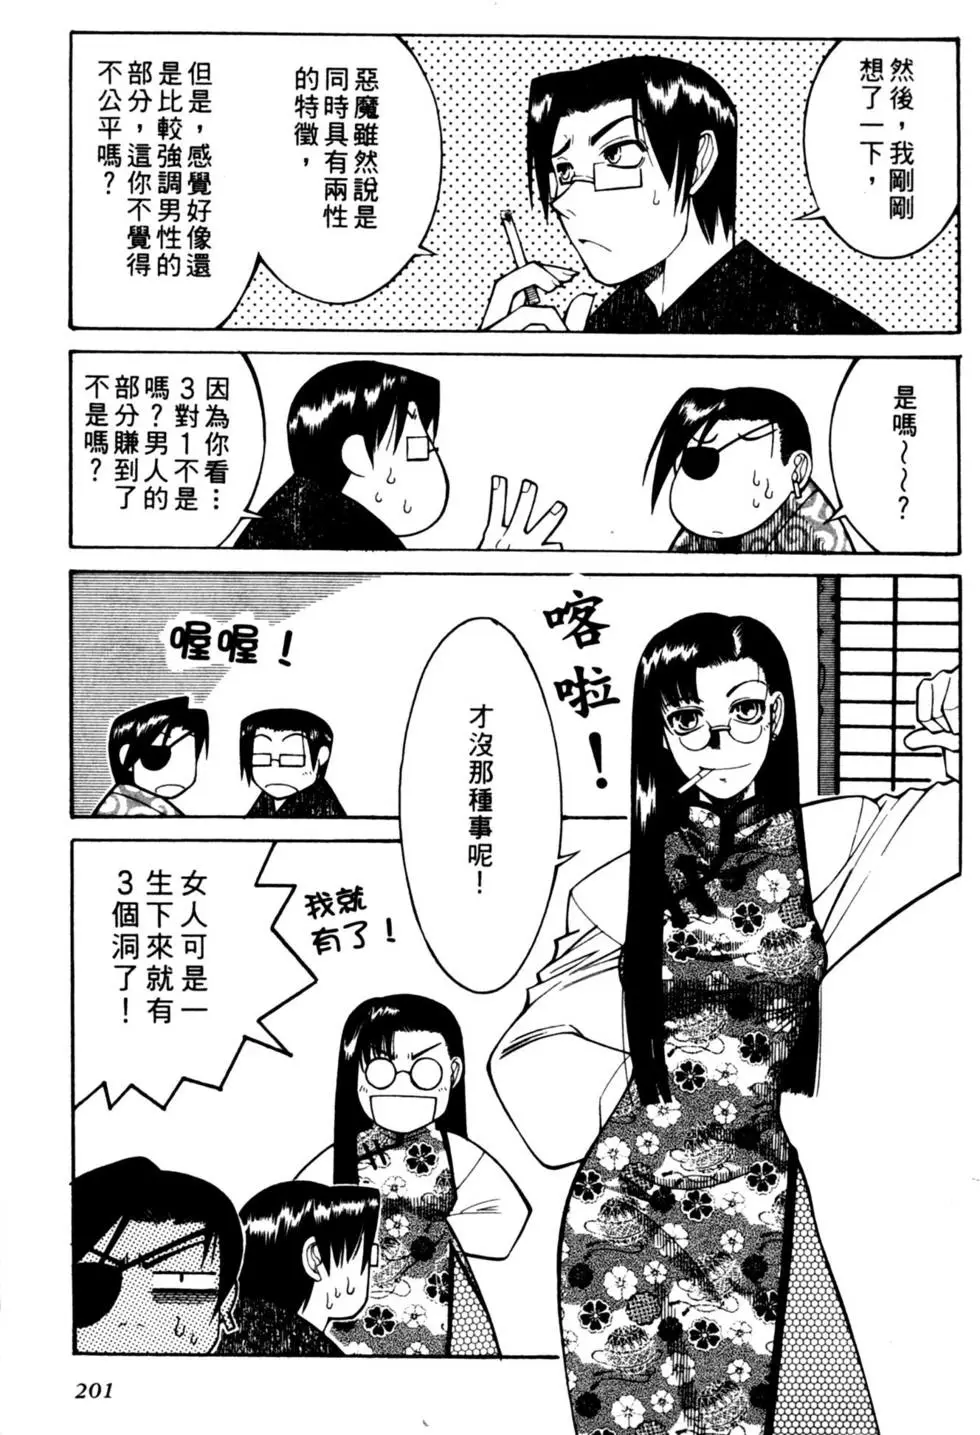 然後，我剛剛
想了一下，
惡魔雖然說是
同時具有兩性
的特徵，
但是，感覺好像還
是比較強調男性的
部分，這你不覺得
不公平嗎？
是嗎～～？
因為你看…
3對1不是
嗎？男人的
部分賺到了
不是嗎？
喀啦！
才沒那種事呢！
喔喔！
我就
有了！
女人可是一
生下來就有
3個洞了！
201